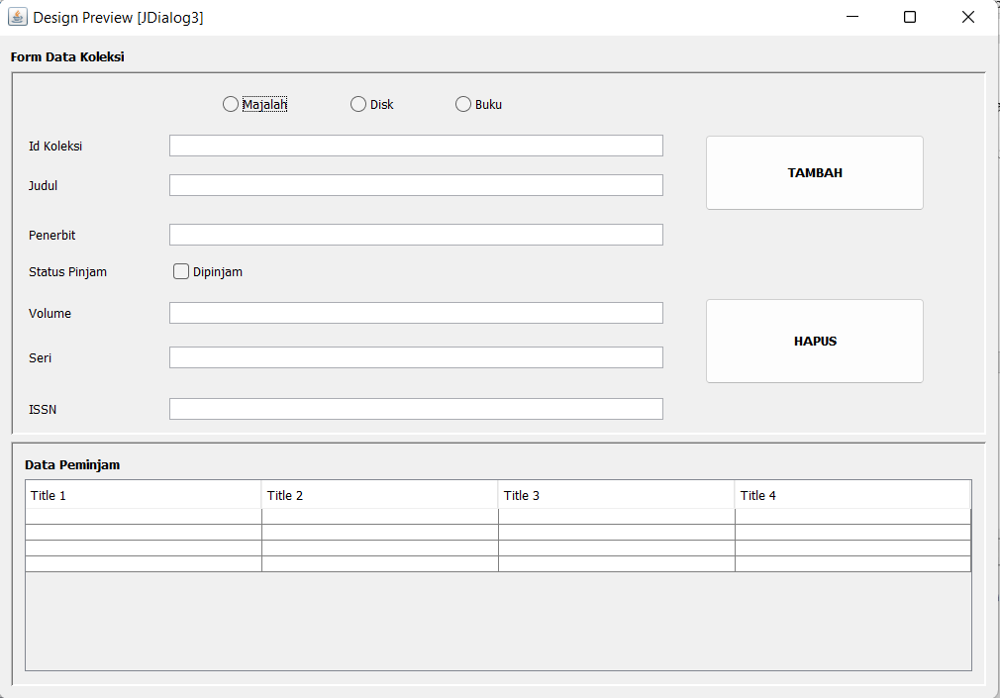 Design Preview [JDialog3]
Form Data Koleksi
Majalah Disk Buku
Id Koleksi
TAMBAH
Judul
Penerbit
Status Pinjam Dipinjam
Volume
HAPUS
Seri
ISSN
Data Peminjam
Title 1 Title 2 Title 3 Title 4